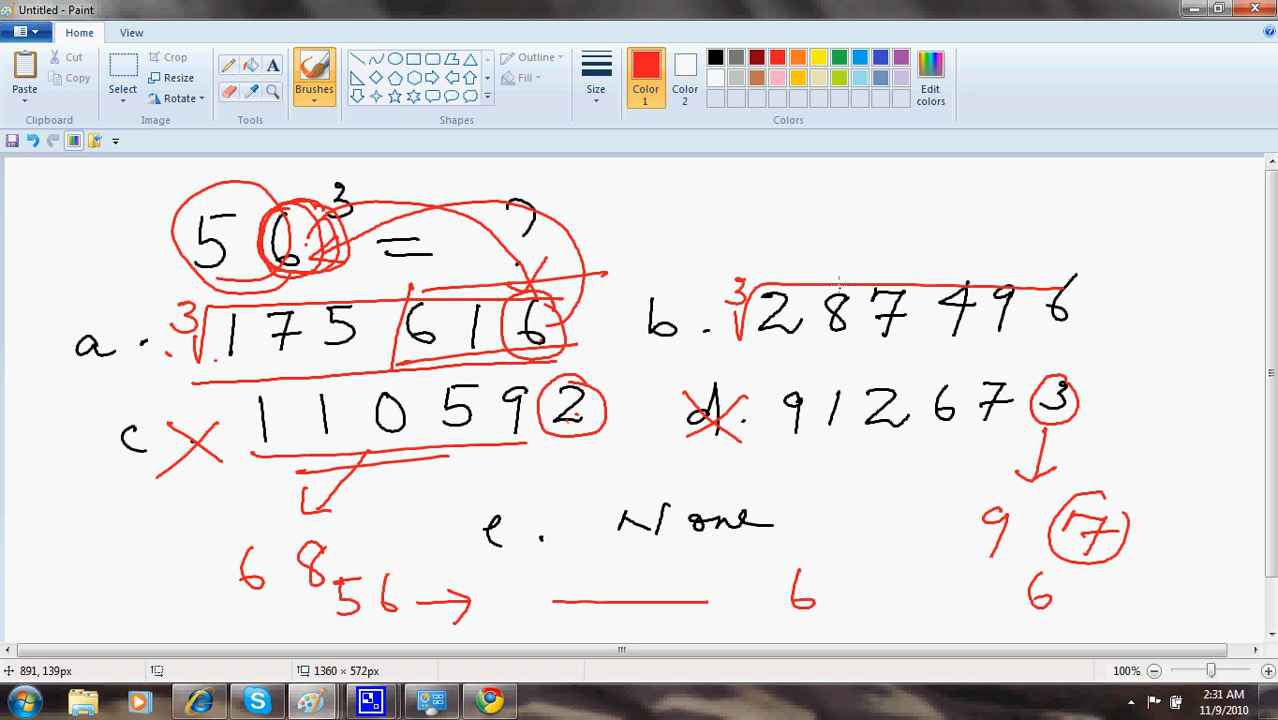 Untitled - Paint
Home View
Paste
Cut
Copy
Clipboard
Select
Crop
Resize
Rotate
Image
Tools
Brushes
Shapes
Outline
Fill
Size
Color 1
Color 2
Edit colors
Colors
56³ = ?
a. ³√175616
b. ³√287496
c 110592
d. 912673
e. None
9 7
6 8
56 → ___ 6
6
891, 139px
1360 × 572px
100%
2:31 AM
11/9/2010